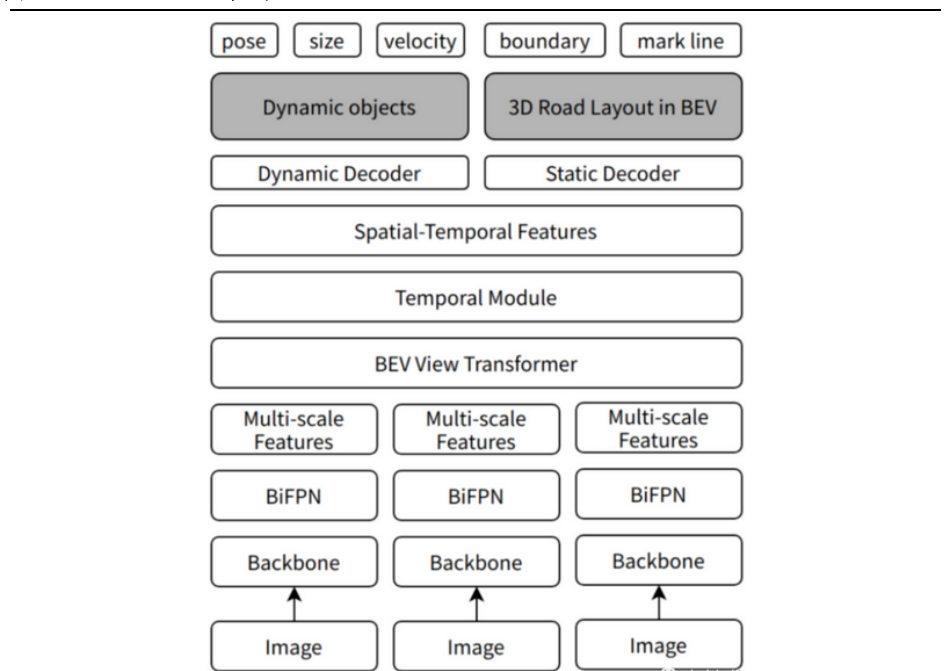 pose size velocity boundary mark line
Dynamic objects 3D Road Layout in BEV
Dynamic Decoder Static Decoder
Spatial-Temporal Features
Temporal Module
BEV View Transformer
Multi-scale Features Multi-scale Features Multi-scale Features
BiFPN BiFPN BiFPN
Backbone Backbone Backbone
Image Image Image